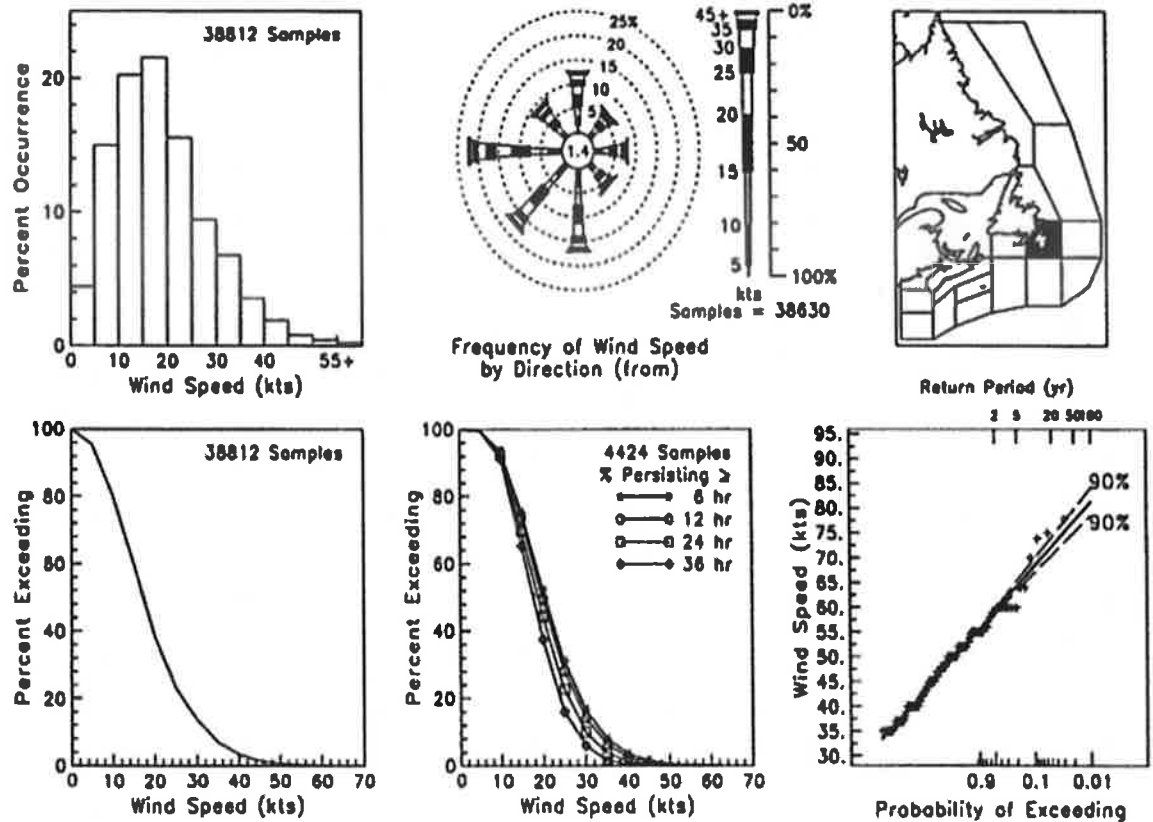 38812 Samples
Percent Occurrence
20
10
0
0 10 20 30 40 55+
Wind Speed (kts)
25%
20
15
10
5
1.4
45+
35
30
25
20
15
10
5
kts
0%
50
100%
Samples = 38630
Frequency of Wind Speed
by Direction (from)
38812 Samples
Percent Exceeding
100
80
60
40
20
0
0 10 20 30 40 50 60 70
Wind Speed (kts)
4424 Samples
% Persisting ≥
6 hr
12 hr
24 hr
36 hr
Percent Exceeding
100
80
60
40
20
0
0 10 20 30 40 50 60 70
Wind Speed (kts)
Return Period (yr)
2 5 20 50 100
Wind Speed (kts)
95.
90.
85.
80.
75.
70.
65.
60.
55.
50.
45.
40.
35.
30.
90%
90%
0.9 0.1 0.01
Probability of Exceeding